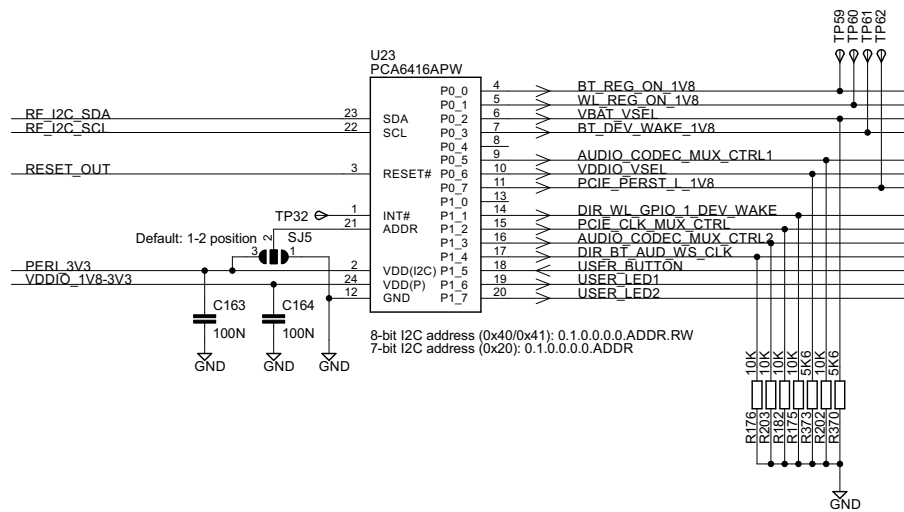 TP59
TP60
TP61
TP62
U23
PCA6416APW
RF_I2C_SDA 23 SDA
RF_I2C_SCL 22 SCL
RESET_OUT 3 RESET#
TP32 1 INT#
21 ADDR
Default: 1-2 position
3 2 1 SJ5
PERI_3V3 2 VDD(I2C)
VDDIO_1V8-3V3 24 VDD(P)
12 GND
P0_0 4 BT_REG_ON_1V8
P0_1 5 WL_REG_ON_1V8
P0_2 6 VBAT_VSEL
P0_3 7 BT_DEV_WAKE_1V8
P0_4 8
P0_5 9 AUDIO_CODEC_MUX_CTRL1
P0_6 10 VDDIO_VSEL
P0_7 11 PCIE_PERST_L_1V8
P1_0 13
P1_1 14 DIR_WL_GPIO_1_DEV_WAKE
P1_2 15 PCIE_CLK_MUX_CTRL
P1_3 16 AUDIO_CODEC_MUX_CTRL2
P1_4 17 DIR_BT_AUD_WS_CLK
P1_5 18 USER_BUTTON
P1_6 19 USER_LED1
P1_7 20 USER_LED2
C163
100N
C164
100N
GND
GND
GND
8-bit I2C address (0x40/0x41): 0.1.0.0.0.0.ADDR.RW
7-bit I2C address (0x20): 0.1.0.0.0.0.ADDR
R176 10K
R203 10K
R182 10K
R175 10K
R373 5K6
R202 10K
R370 5K6
GND